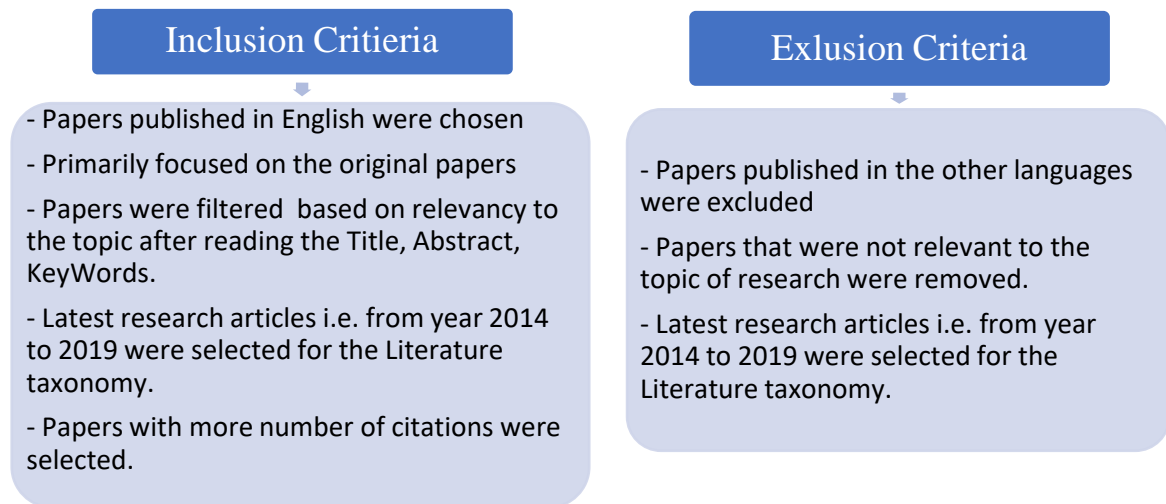 Inclusion Critieria
- Papers published in English were chosen
- Primarily focused on the original papers
- Papers were filtered  based on relevancy to
the topic after reading the Title, Abstract,
KeyWords.
- Latest research articles i.e. from year 2014
to 2019 were selected for the Literature
taxonomy.
- Papers with more number of citations were
selected.
Exlusion Criteria
- Papers published in the other languages
were excluded
- Papers that were not relevant to the
topic of research were removed.
- Latest research articles i.e. from year
2014 to 2019 were selected for the
Literature taxonomy.